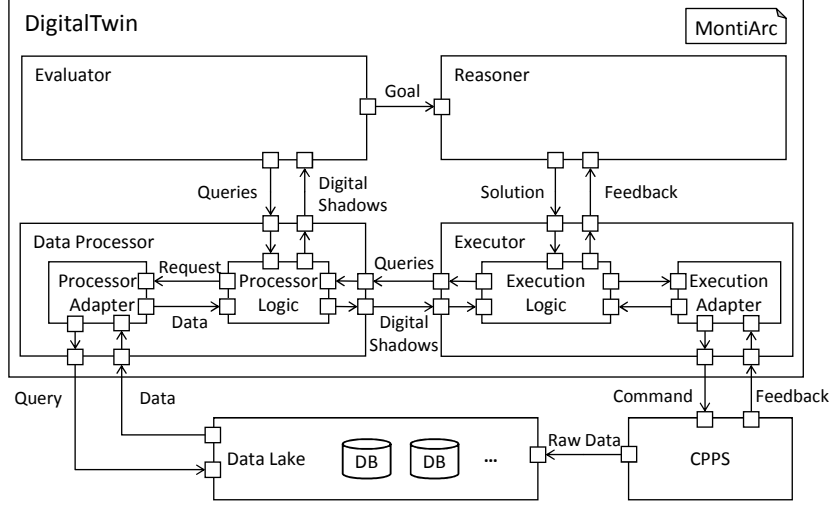 DigitalTwin
MontiArc
Evaluator
Reasoner
Goal
Queries
Digital
Shadows
Solution
Feedback
Data Processor
Executor
Processor
Adapter
Request
Data
Processor
Logic
Queries
Digital
Shadows
Execution
Logic
Execution
Adapter
Query
Data
Command
Feedback
Data Lake
DB
DB
...
Raw Data
CPPS